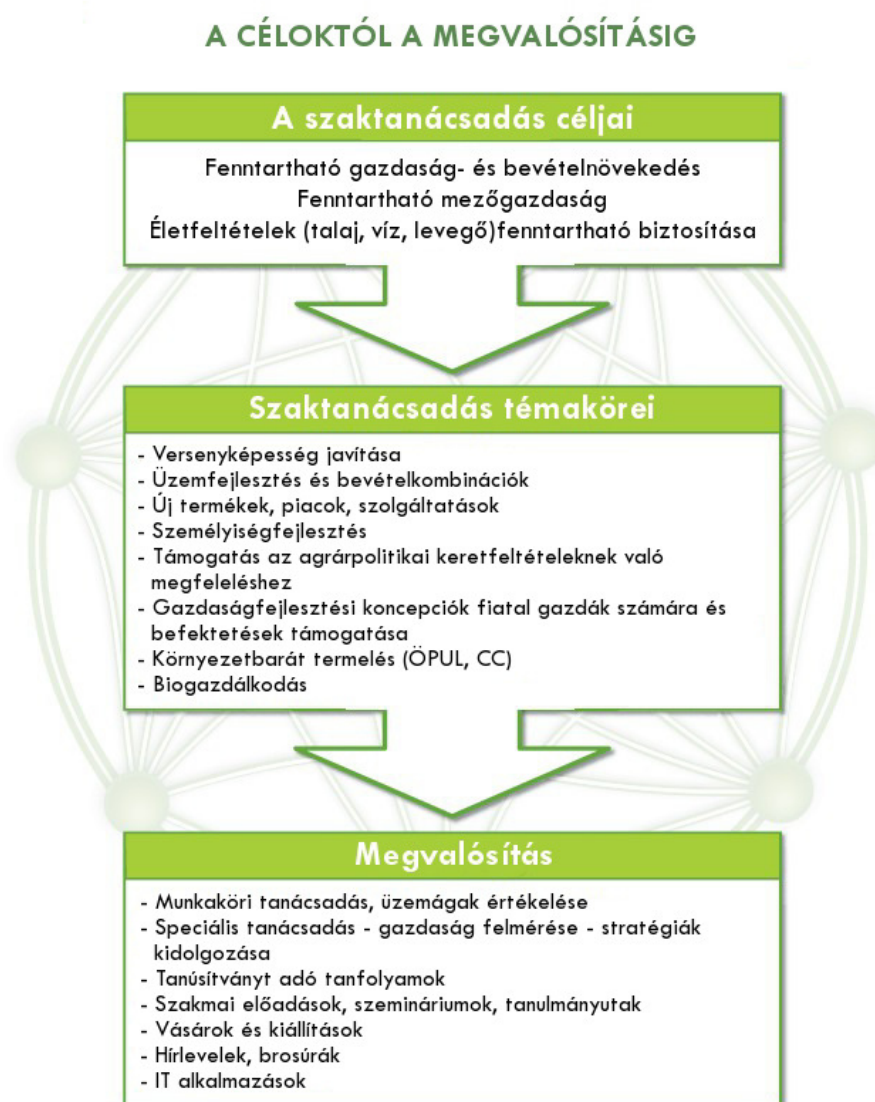 A CÉLOKTÓL A MEGVALÓSÍTÁSIG
A szaktanácsadás céljai
Fenntartható gazdaság- és bevételnövekedés
Fenntartható mezőgazdaság
Életfeltételek (talaj, víz, levegő)fenntartható biztosítása
Szaktanácsadás témakörei
- Versenyképesség javítása
- Üzemfejlesztés és bevételkombinációk
- Új termékek, piacok, szolgáltatások
- Személyiségfejlesztés
- Támogatás az agrárpolitikai keretfeltételeknek való
megfeleléshez
- Gazdaságfejlesztési koncepciók fiatal gazdák számára és
befektetések támogatása
- Környezetbarát termelés (ÖPUL, CC)
- Biogazdálkodás
Megvalósítás
- Munkaköri tanácsadás, üzemágak értékelése
- Speciális tanácsadás - gazdaság felmérése - stratégiák
kidolgozása
- Tanúsítványt adó tanfolyamok
- Szakmai előadások, szemináriumok, tanulmányutak
- Vásárok és kiállítások
- Hírlevelek, brosúrák
- IT alkalmazások